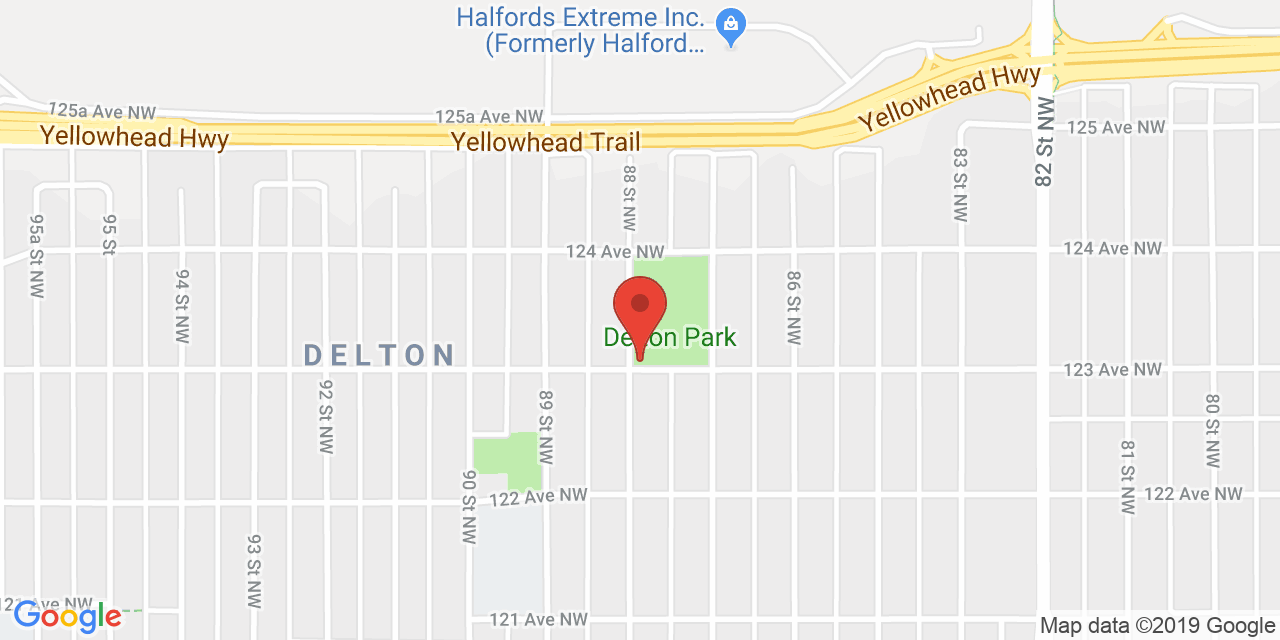 Halfords Extreme Inc.
(Formerly Halford...
125a Ave NW
125a Ave NW
Yellowhead Hwy
Yellowhead Trail
Yellowhead Hwy
125 Ave NW
82 St NW
83 St NW
88 St NW
95a St NW
95 St
124 Ave NW
124 Ave NW
94 St NW
86 St NW
Delton Park
DELTON
123 Ave NW
92 St NW
89 St NW
80 St NW
81 St NW
90 St NW
122 Ave NW
122 Ave NW
93 St NW
121 Ave NW
121 Ave NW
Google
Map data ©2019 Google